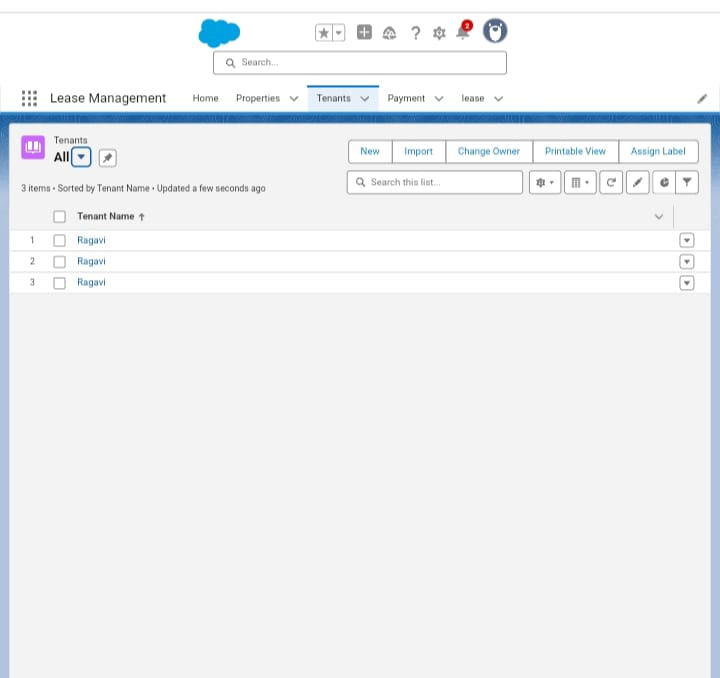 2
Search...
Lease Management Home Properties Tenants Payment lease
Tenants
All
New Import Change Owner Printable View Assign Label
3 items • Sorted by Tenant Name • Updated a few seconds ago
Search this list...
Tenant Name ↑
1 Ragavi
2 Ragavi
3 Ragavi